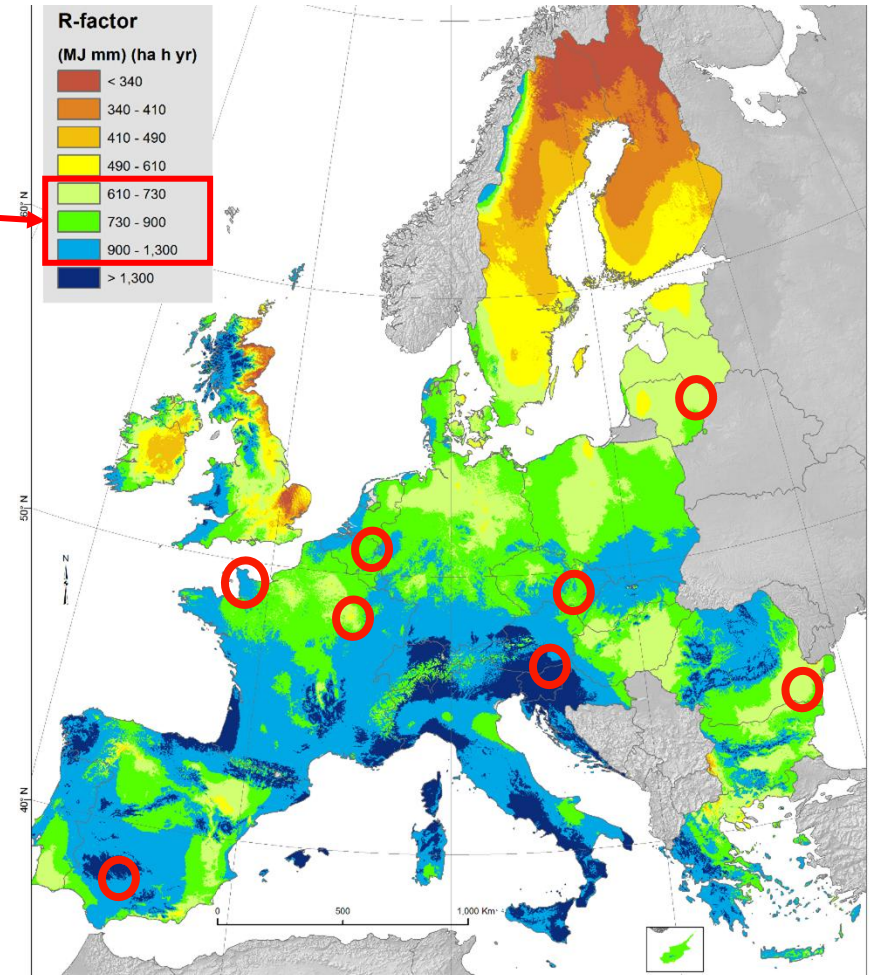 R-factor
(MJ mm) (ha h yr)
< 340
340 - 410
410 - 490
490 - 610
610 - 730
730 - 900
900 - 1,300
> 1,300
60° N
50° N
N
40° N
0 500 1,000 Km